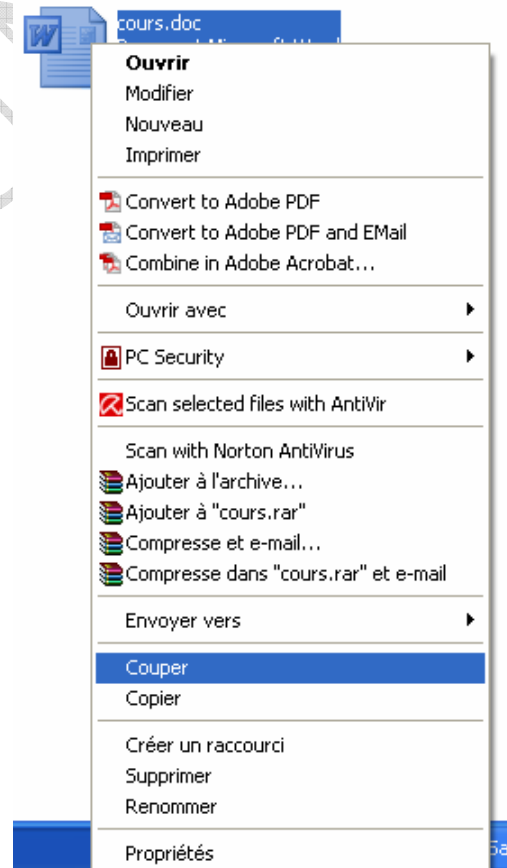 cours.doc
Ouvrir
Modifier
Nouveau
Imprimer
Convert to Adobe PDF
Convert to Adobe PDF and EMail
Combine in Adobe Acrobat...
Ouvrir avec
PC Security
Scan selected files with AntiVir
Scan with Norton AntiVirus
Ajouter à l'archive...
Ajouter à "cours.rar"
Compresse et e-mail...
Compresse dans "cours.rar" et e-mail
Envoyer vers
Couper
Copier
Créer un raccourci
Supprimer
Renommer
Propriétés